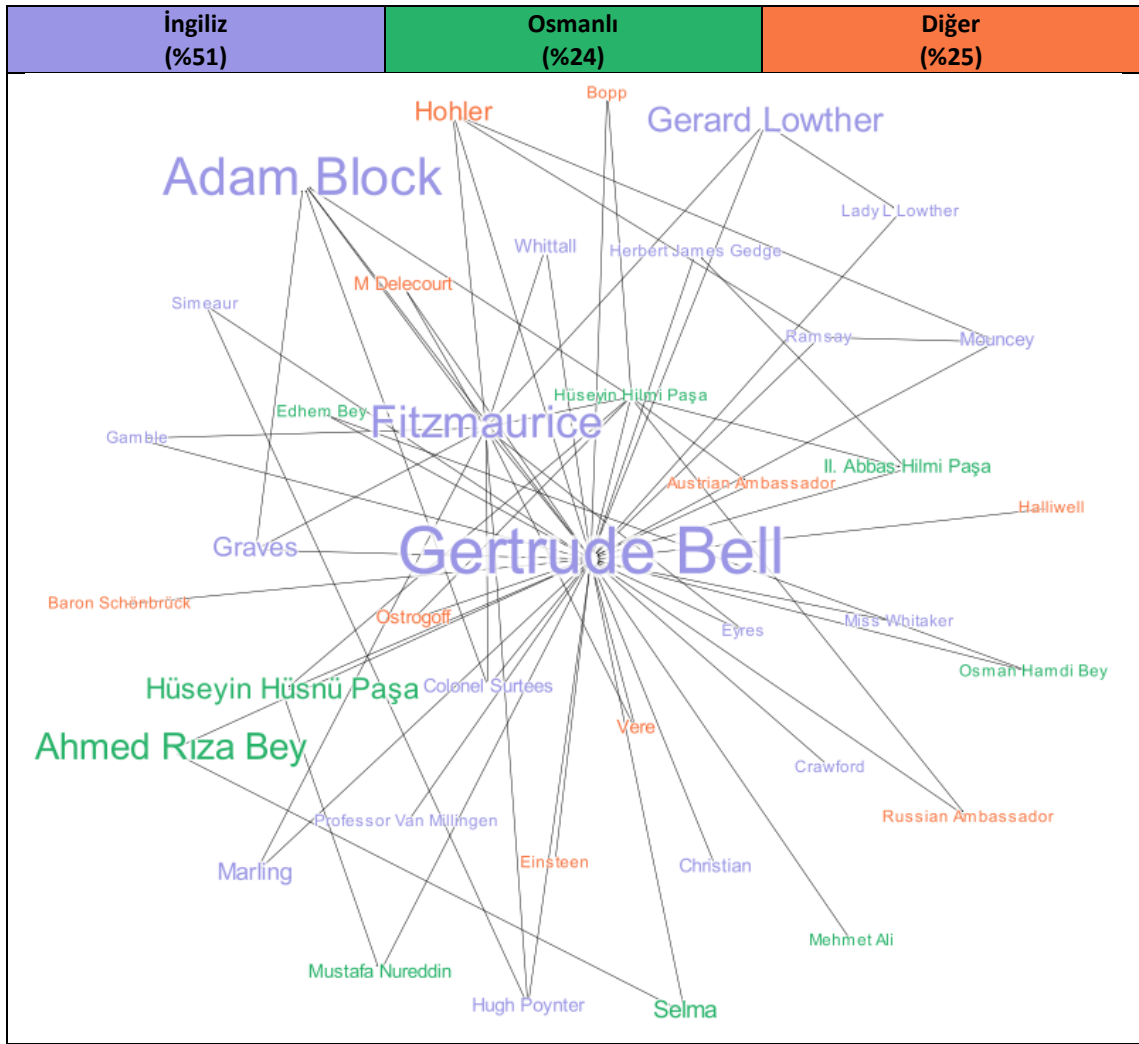 İngiliz
(%51)
Osmanlı
(%24)
Diğer
(%25)
Bopp
Hohler
Gerard Lowther
Adam Block
Lady L Lowther
Whittall
Herbert James Gedge
M Delecourt
Simeaur
Ramsay
Mouncey
Hüseyin Hilmi Paşa
Edhem Bey
Fitzmaurice
Gamble
II. Abbas Hilmi Paşa
Austrian Ambassador
Halliwell
Graves
Gertrude Bell
Baron Schönbrück
Ostrogoff
Miss Whitaker
Eyres
Osman Hamdi Bey
Hüseyin Hüsnü Paşa
Colonel Surtees
Vere
Ahmed Rıza Bey
Crawford
Professor Van Millingen
Russian Ambassador
Marling
Einsteen
Christian
Mehmet Ali
Mustafa Nureddin
Hugh Poynter
Selma